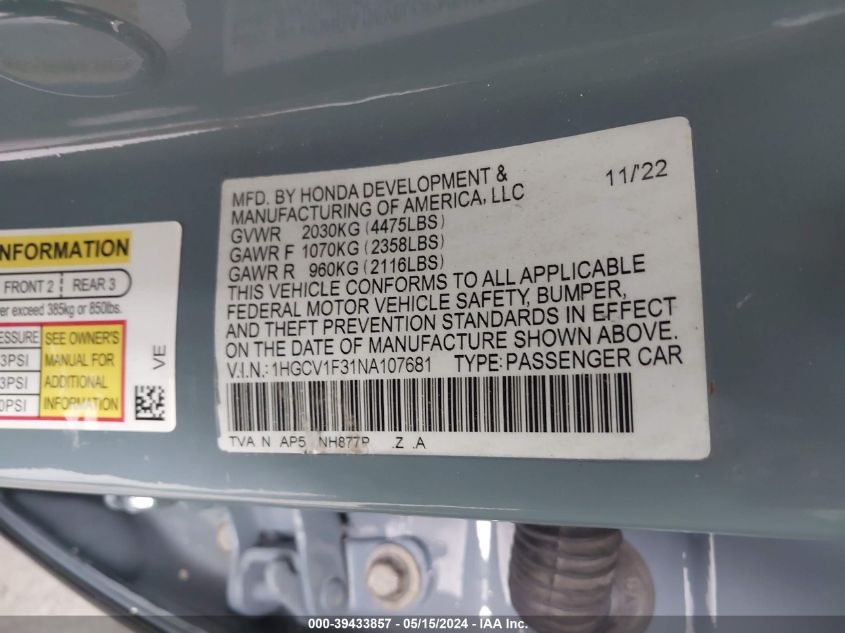 MFD. BY HONDA DEVELOPMENT &
MANUFACTURING OF AMERICA, LLC
11/'22
GVWR 2030KG (4475LBS)
GAWR F 1070KG (2358LBS)
GAWR R 960KG (2116LBS)
THIS VEHICLE CONFORMS TO ALL APPLICABLE
FEDERAL MOTOR VEHICLE SAFETY, BUMPER,
AND THEFT PREVENTION STANDARDS IN EFFECT
ON THE DATE OF MANUFACTURE SHOWN ABOVE.
V.I.N.: 1HGCV1F31NA107681 TYPE: PASSENGER CAR
TVA N AP5 NH877P .Z .A
INFORMATION
FRONT 2 REAR 3
exceed 385kg or 850lbs.
SEE OWNER'S
MANUAL FOR
ADDITIONAL
INFORMATION
3PSI
3PSI
0PSI
VE
000-39433857 - 05/15/2024 - IAA Inc.